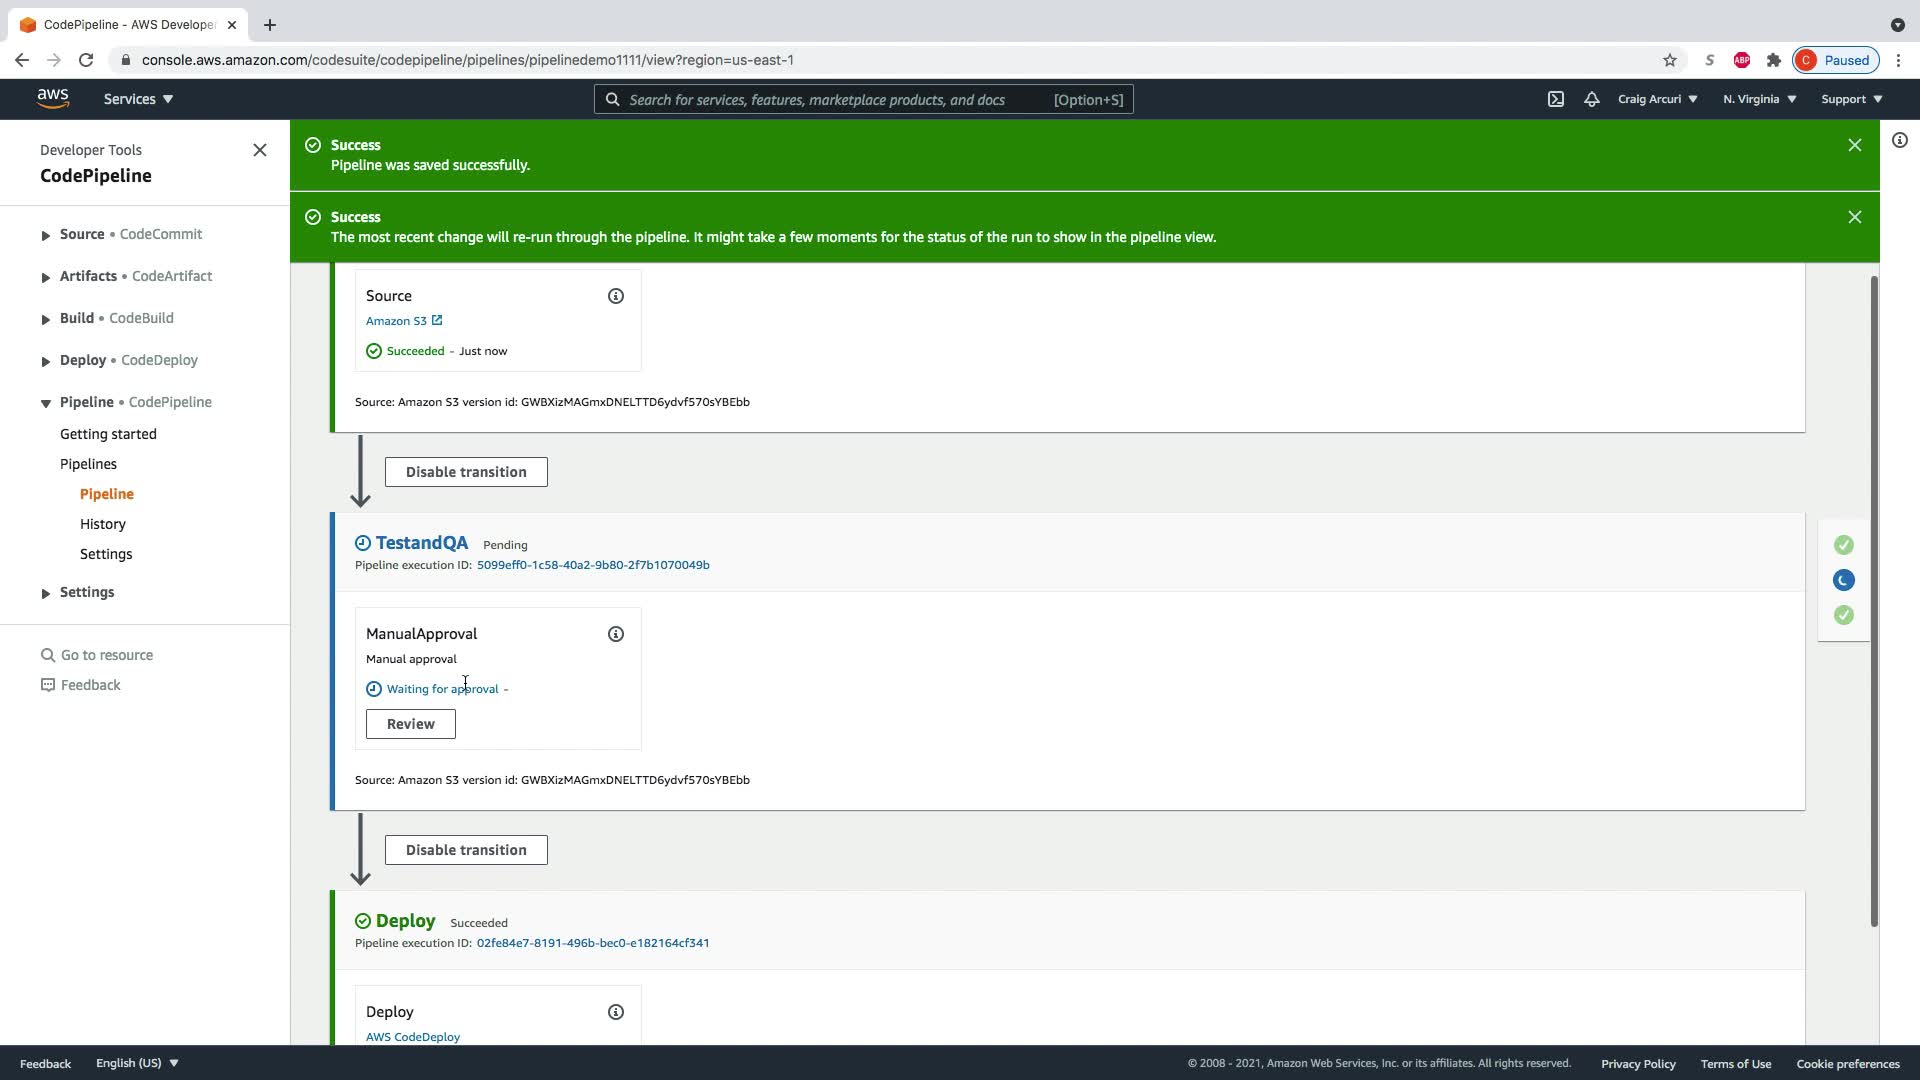 CodePipeline - AWS Develope
console.aws.amazon.com/codesuite/codepipeline/pipelines/pipelinedemo1111/view?region=us-east-1
S
ABP
C
Paused
aws
Services
Search for services, features, marketplace products, and docs
[Option+S]
Craig Arcuri
N. Virginia
Support
Developer Tools
CodePipeline
Source • CodeCommit
Artifacts • CodeArtifact
Build • CodeBuild
Deploy • CodeDeploy
Pipeline • CodePipeline
Getting started
Pipelines
Pipeline
History
Settings
Settings
Go to resource
Feedback
Success
Pipeline was saved successfully.
Success
The most recent change will re-run through the pipeline. It might take a few moments for the status of the run to show in the pipeline view.
Source
Amazon S3
Succeeded - Just now
Source: Amazon S3 version id: GWBXizMAGmxDNELTTD6ydvf570sYBEbb
Disable transition
TestandQA Pending
Pipeline execution ID: 5099eff0-1c58-40a2-9b80-2f7b1070049b
ManualApproval
Manual approval
Waiting for approval -
Review
Source: Amazon S3 version id: GWBXizMAGmxDNELTTD6ydvf570sYBEbb
Disable transition
Deploy Succeeded
Pipeline execution ID: 02fe84e7-8191-496b-bec0-e182164cf341
Deploy
AWS CodeDeploy
Feedback
English (US)
© 2008 - 2021, Amazon Web Services, Inc. or its affiliates. All rights reserved.
Privacy Policy
Terms of Use
Cookie preferences